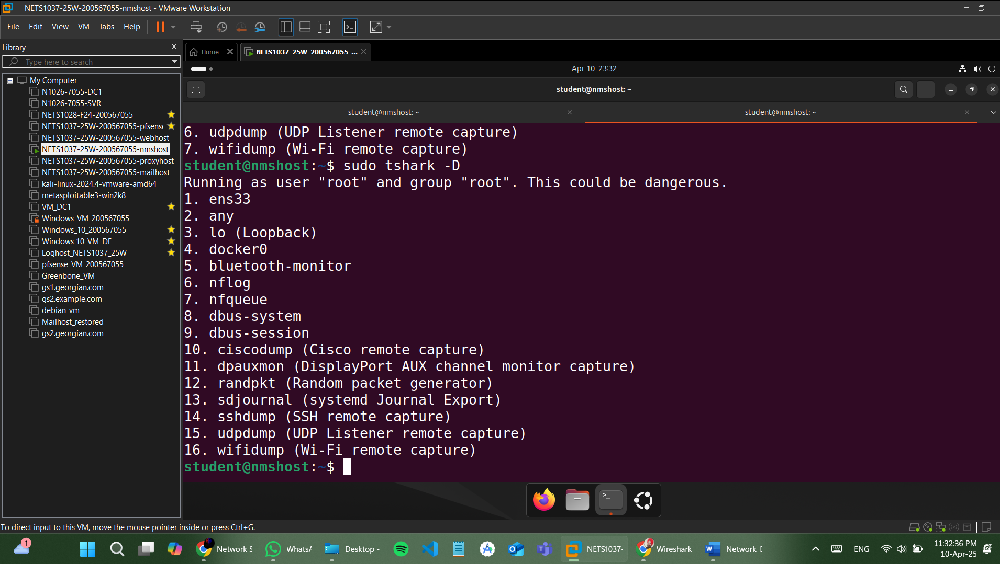 NETS1037-25W-200567055-nmshost - VMware Workstation
File Edit View VM Tabs Help
Library
Type here to search
My Computer
N1026-7055-DC1
N1026-7055-SVR
NETS1028-F24-200567055
NETS1037-25W-200567055-pfsens
NETS1037-25W-200567055-webhost
NETS1037-25W-200567055-nmshost
NETS1037-25W-200567055-proxyhost
NETS1037-25W-200567055-mailhost
kali-linux-2024.4-vmware-amd64
metasploitable3-win2k8
VM_DC1
Windows_VM_200567055
Windows_10_200567055
Windows 10_VM_DF
Loghost_NETS1037_25W
pfsense_VM_200567055
Greenbone_VM
gs1.georgian.com
gs2.example.com
debian_vm
Mailhost_restored
gs2.georgian.com
Home NETS1037-25W-200567055-...
Apr 10 23:32
student@nmshost: ~
student@nmshost: ~ student@nmshost: ~
6. udpdump (UDP Listener remote capture)
7. wifidump (Wi-Fi remote capture)
student@nmshost:~$ sudo tshark -D
Running as user "root" and group "root". This could be dangerous.
1. ens33
2. any
3. lo (Loopback)
4. docker0
5. bluetooth-monitor
6. nflog
7. nfqueue
8. dbus-system
9. dbus-session
10. ciscodump (Cisco remote capture)
11. dpauxmon (DisplayPort AUX channel monitor capture)
12. randpkt (Random packet generator)
13. sdjournal (systemd Journal Export)
14. sshdump (SSH remote capture)
15. udpdump (UDP Listener remote capture)
16. wifidump (Wi-Fi remote capture)
student@nmshost:~$
To direct input to this VM, move the mouse pointer inside or press Ctrl+G.
1 Network S WhatsA Desktop - NETS1037- Wireshark Network_D ENG 11:32:36 PM
10-Apr-25